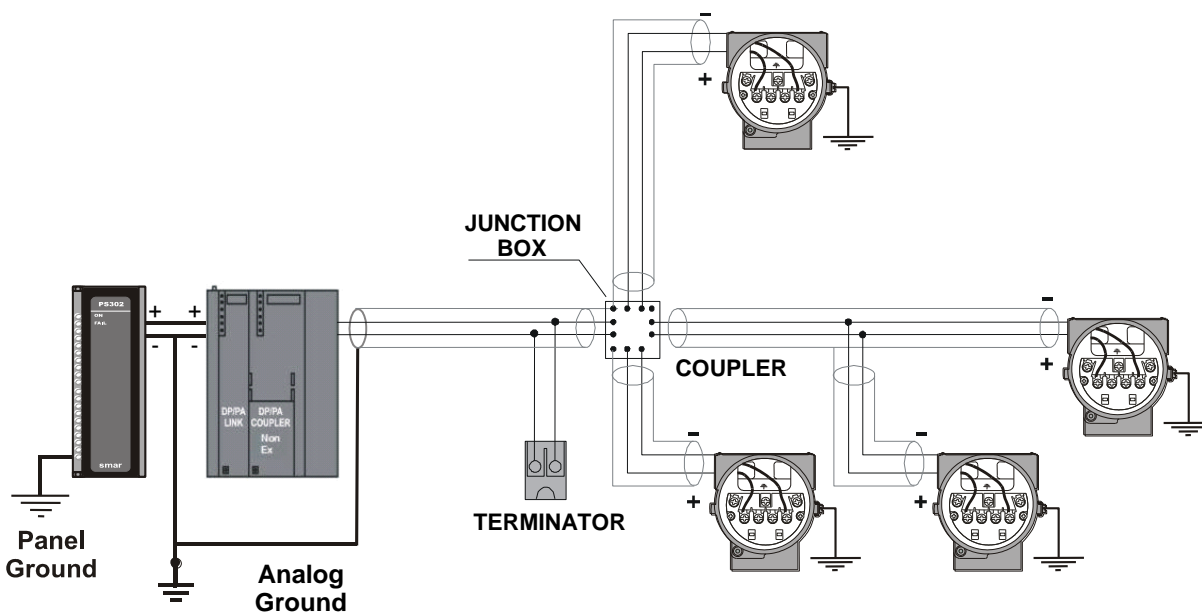 -
+
JUNCTION
BOX
PS302
ON
FAIL
+ +
- -
-
+
COUPLER
DP/PA
LINK
DP/PA
COUPLER
Non
Ex
smar
-
+
-
+
TERMINATOR
Panel
Ground
Analog
Ground